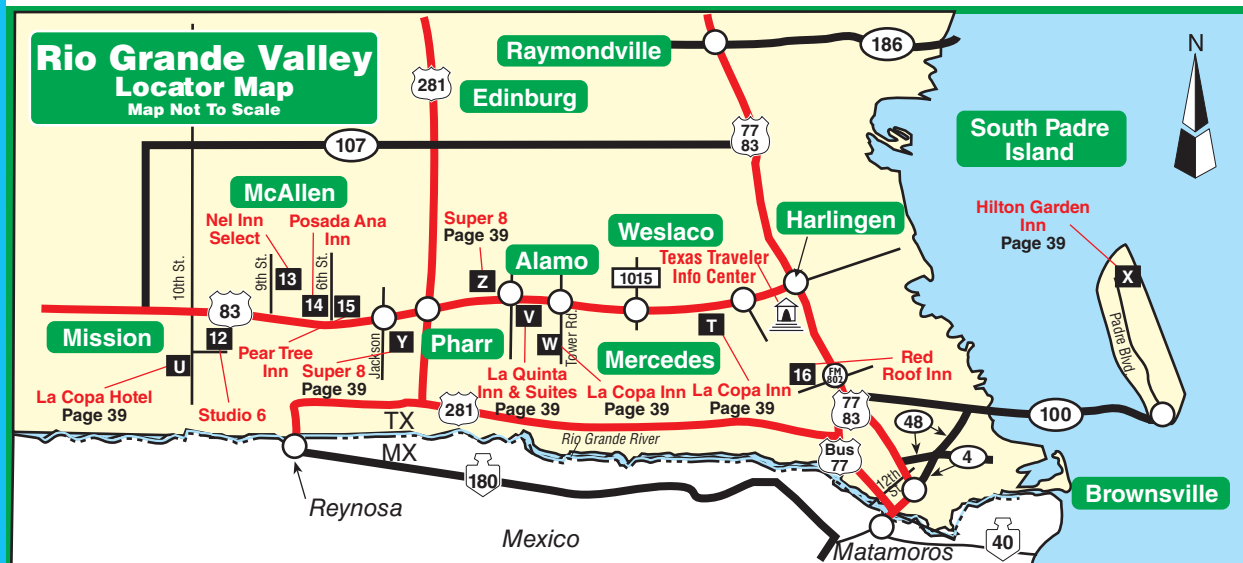 Rio Grande Valley
Locator Map
Map Not To Scale
281
Edinburg
Raymondville
186
N
77
83
South Padre
Island
107
McAllen
Nel Inn
Select
Posada Ana
Inn
Super 8
Page 39
Weslaco
Harlingen
Hilton Garden
Inn
Page 39
10th St.
9th St.
13
6th St.
14
15
Z
Alamo
1015
Texas Traveler
Info Center
X
Padre Blvd
83
Mission
12
U
Pear Tree
Inn
Jackson
Y
Pharr
V
W
Tower Rd.
Mercedes
T
16
FM
802
Red
Roof Inn
La Copa Hotel
Page 39
Studio 6
Super 8
Page 39
La Quinta
Inn & Suites
Page 39
La Copa Inn
Page 39
La Copa Inn
Page 39
77
83
100
281
TX
MX
Rio Grande River
Bus
77
48
4
12th
St
180
Reynosa
Mexico
Matamoros
40
Brownsville